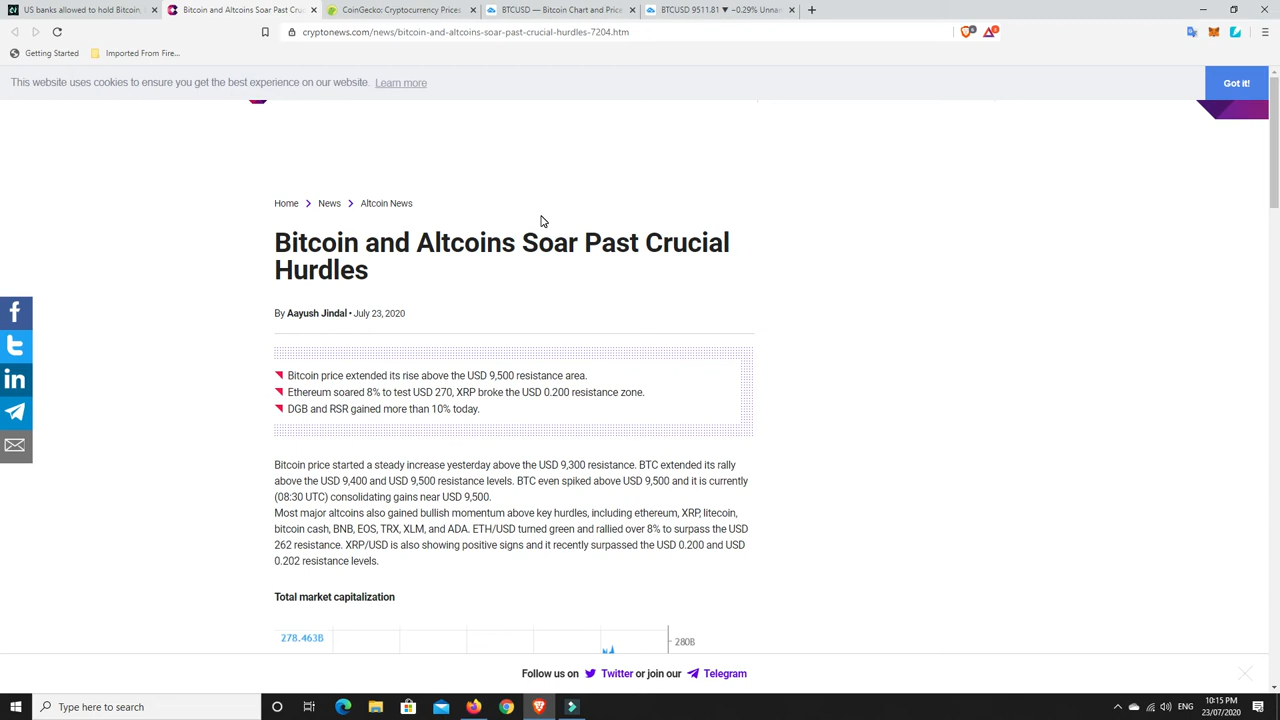 US banks allowed to hold Bitcoin,
Bitcoin and Altcoins Soar Past Cruc
CoinGecko: Cryptocurrency Prices
BTCUSD — Bitcoin Chart and Price
BTCUSD 9511.81 ▼ −0.29% Unnam
cryptonews.com/news/bitcoin-and-altcoins-soar-past-crucial-hurdles-7204.htm
Getting Started
Imported From Fire...
This website uses cookies to ensure you get the best experience on our website. Learn more
Got it!
Home > News > Altcoin News
Bitcoin and Altcoins Soar Past Crucial
Hurdles
By Aayush Jindal • July 23, 2020
Bitcoin price extended its rise above the USD 9,500 resistance area.
Ethereum soared 8% to test USD 270, XRP broke the USD 0.200 resistance zone.
DGB and RSR gained more than 10% today.
Bitcoin price started a steady increase yesterday above the USD 9,300 resistance. BTC extended its rally
above the USD 9,400 and USD 9,500 resistance levels. BTC even spiked above USD 9,500 and it is currently
(08:30 UTC) consolidating gains near USD 9,500.
Most major altcoins also gained bullish momentum above key hurdles, including ethereum, XRP, litecoin,
bitcoin cash, BNB, EOS, TRX, XLM, and ADA. ETH/USD turned green and rallied over 8% to surpass the USD
262 resistance. XRP/USD is also showing positive signs and it recently surpassed the USD 0.200 and USD
0.202 resistance levels.
Total market capitalization
278.463B
280B
Follow us on Twitter or join our Telegram
Type here to search
ENG
10:15 PM
23/07/2020